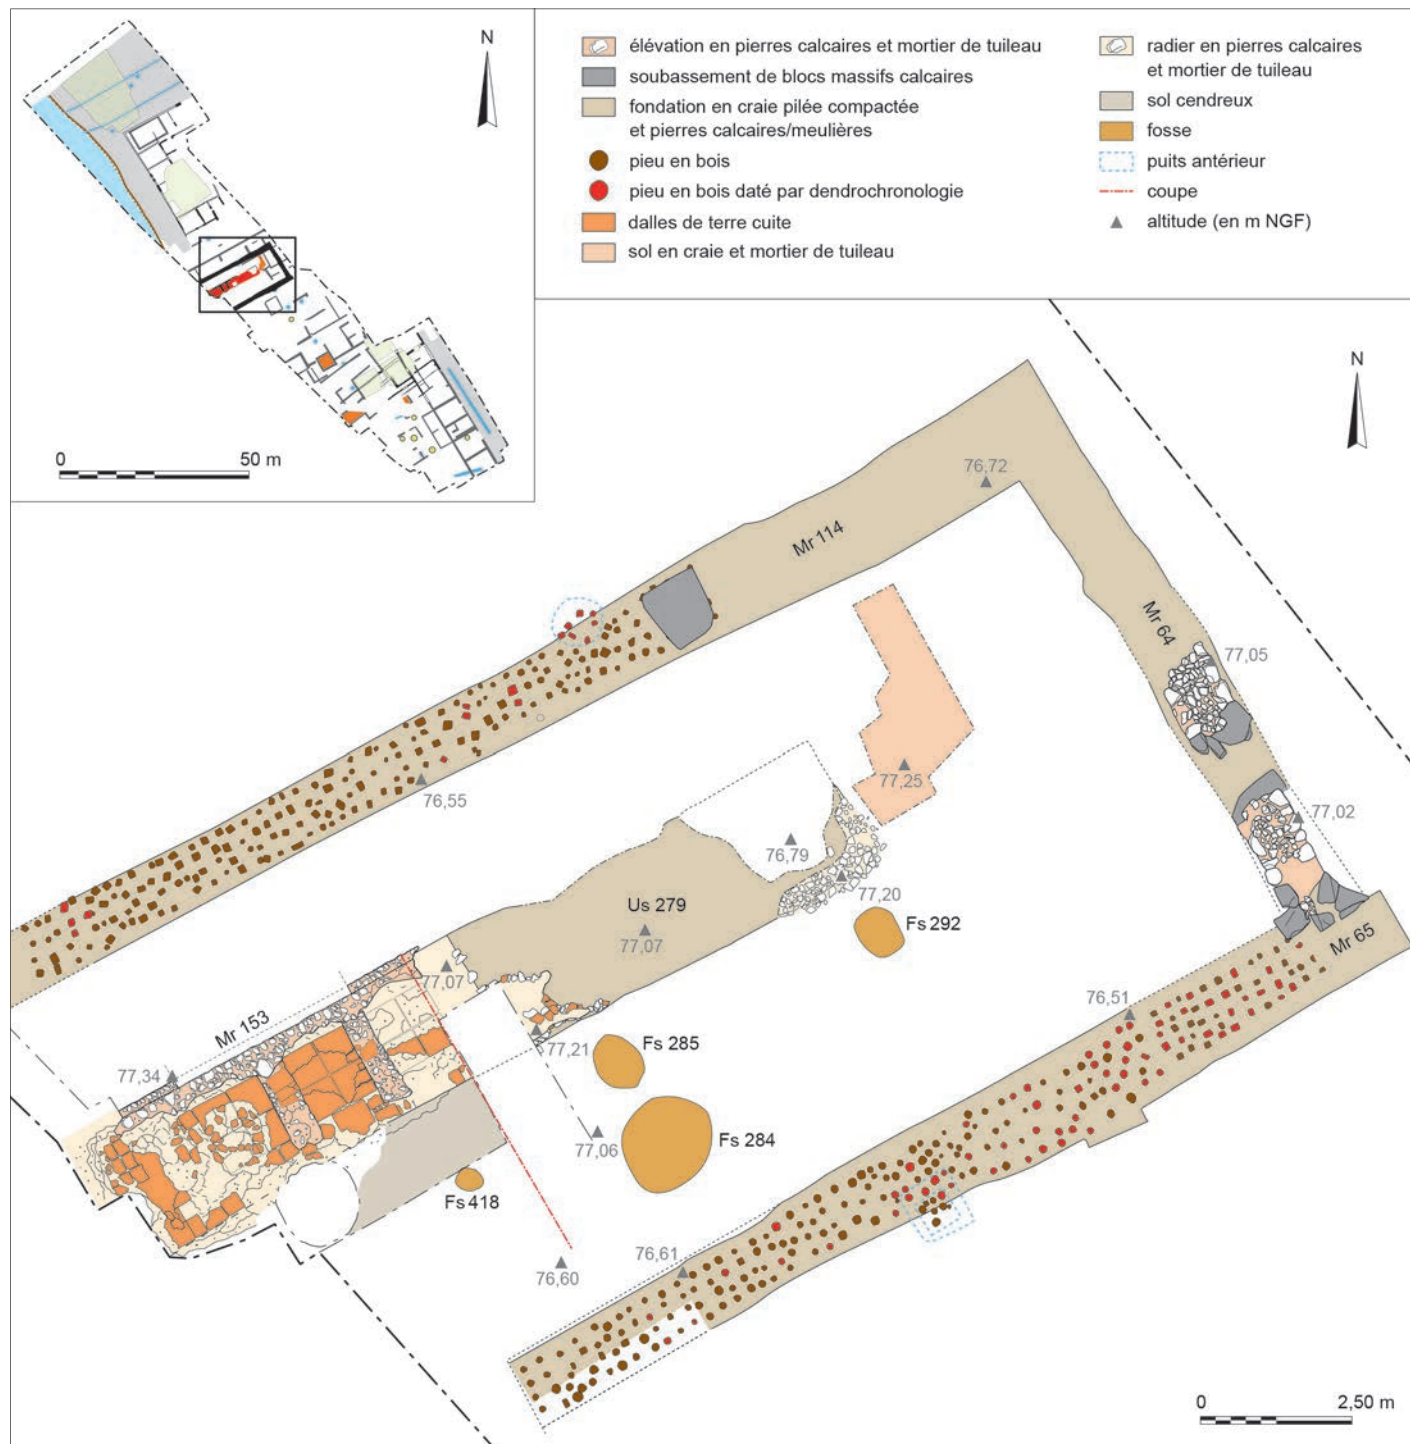 N
0 50 m
élévation en pierres calcaires et mortier de tuileau
soubassement de blocs massifs calcaires
fondation en craie pilée compactée
et pierres calcaires/meulières
pieu en bois
pieu en bois daté par dendrochronologie
dalles de terre cuite
sol en craie et mortier de tuileau
radier en pierres calcaires
et mortier de tuileau
sol cendreux
fosse
puits antérieur
coupe
altitude (en m NGF)
N
76,72
Mr 114
Mr 64
77,05
76,55
77,25
76,79
77,02
77,20
Us 279
77,07
Fs 292
Mr 65
77,07
76,51
Mr 153
77,21
Fs 285
77,34
77,06
Fs 284
Fs 418
76,61
76,60
0 2,50 m